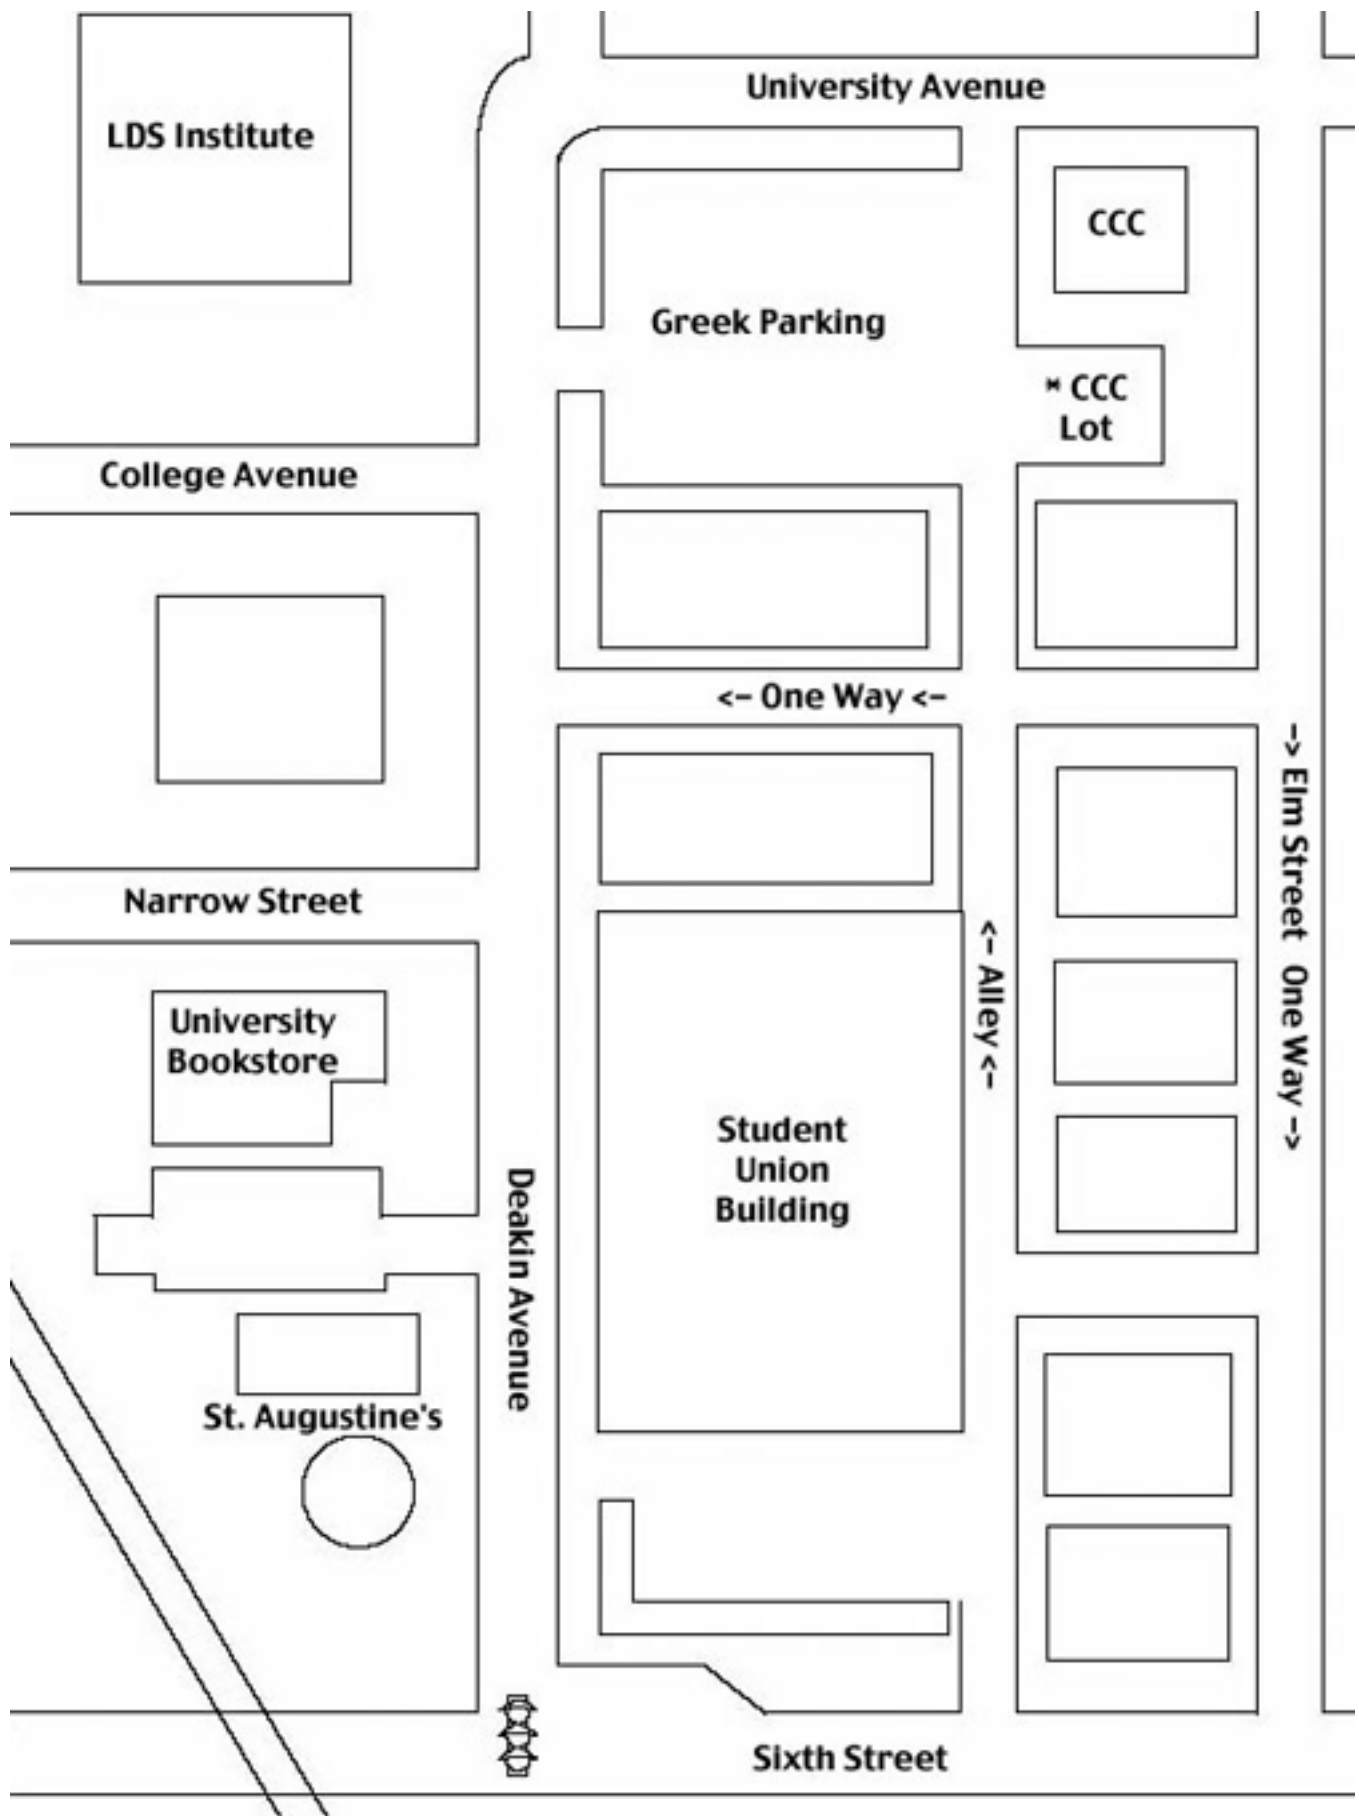 University Avenue
LDS Institute
CCC
Greek Parking
* CCC
Lot
College Avenue
<- One Way <-
-> Elm Street One Way ->
Narrow Street
<- Alley <-
University
Bookstore
Student
Union
Building
Deakin Avenue
St. Augustine's
Sixth Street